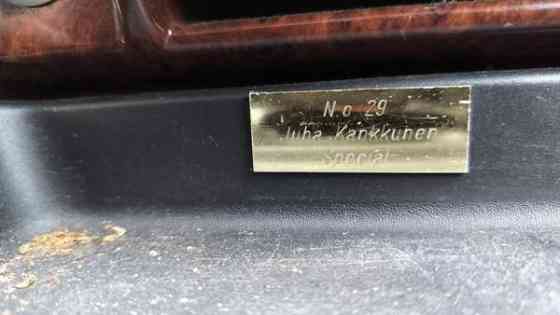 No 29
Juha Kankkunen
Special